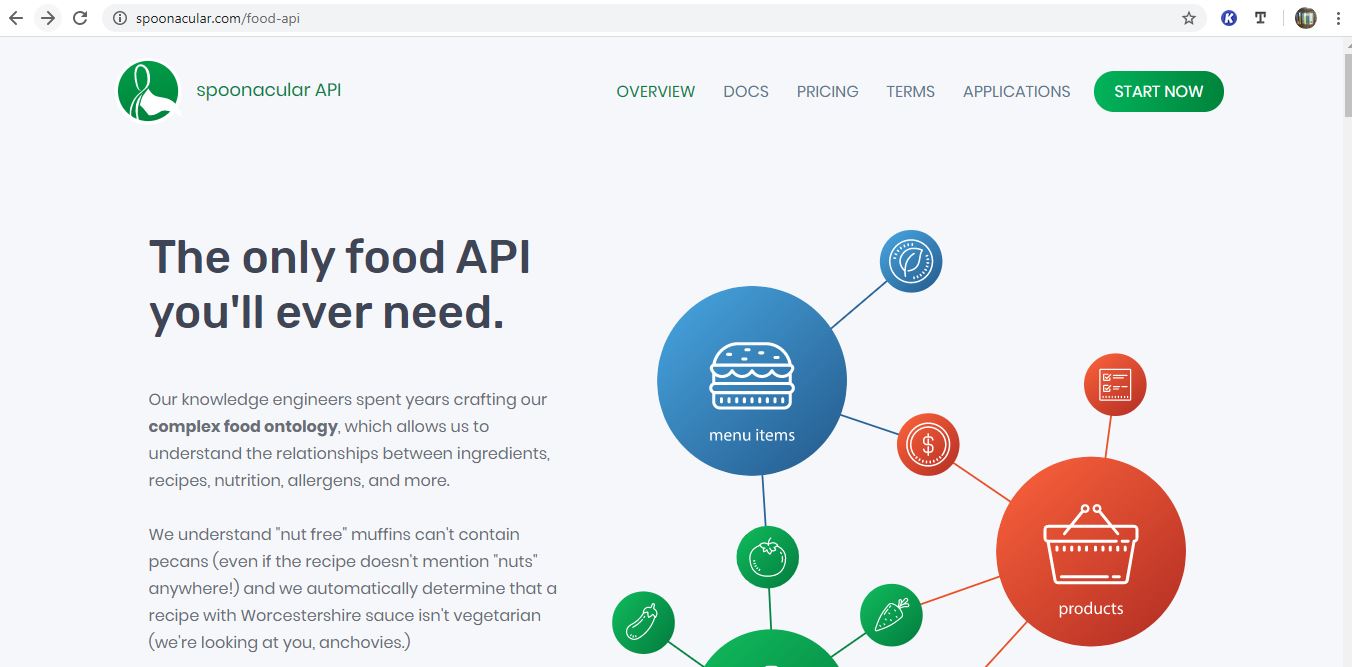 spoonacular.com/food-api
spoonacular API
OVERVIEW DOCS PRICING TERMS APPLICATIONS START NOW
The only food API
you'll ever need.
Our knowledge engineers spent years crafting our
complex food ontology, which allows us to
understand the relationships between ingredients,
recipes, nutrition, allergens, and more.
We understand "nut free" muffins can't contain
pecans (even if the recipe doesn't mention "nuts"
anywhere!) and we automatically determine that a
recipe with Worcestershire sauce isn't vegetarian
(we're looking at you, anchovies.)
menu items
$
products
K
T